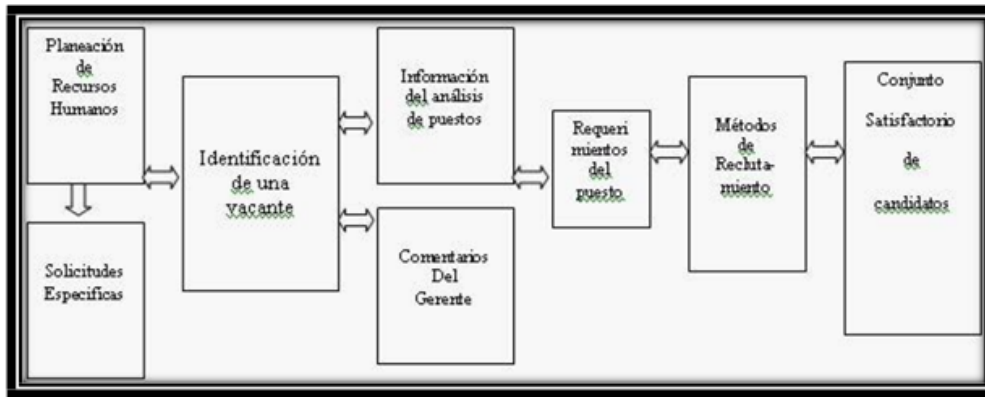 Planeación
de
Recursos
Humanos
Solicitudes
Especificas
Identificación
de una
vacante
Información
del análisis
de puestos
Comentarios
Del
Gerente
Requeri
mientos
del
puesto
Métodos
de
Recluta-
miento
Conjunto
Satisfactorio
de
candidatos